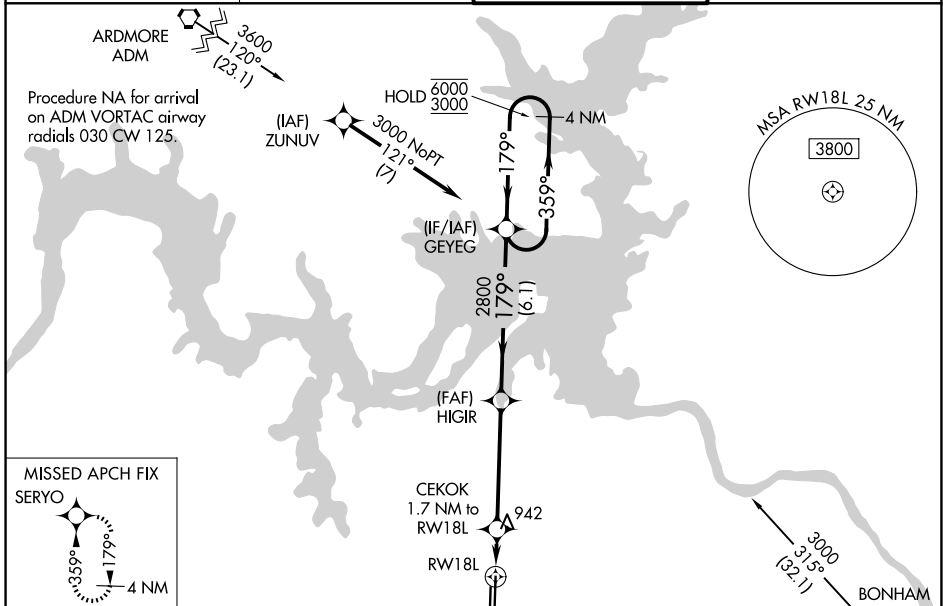 ARDMORE
ADM
3600
120°
(23.1)
Procedure NA for arrival
on ADM VORTAC airway
radials 030 CW 125.
(IAF)
ZUNUV
3000 NoPT
121°
(7)
HOLD 6000
3000
4 NM
179°
359°
MSA RW18L 25 NM
3800
(IF/IAF)
GEYEG
2800
179°
(6.1)
(FAF)
HIGIR
MISSED APCH FIX
SERYO
359°
179°
4 NM
CEKOK
1.7 NM to
RW18L
942
RW18L
3000
315°
(32.1)
BONHAM